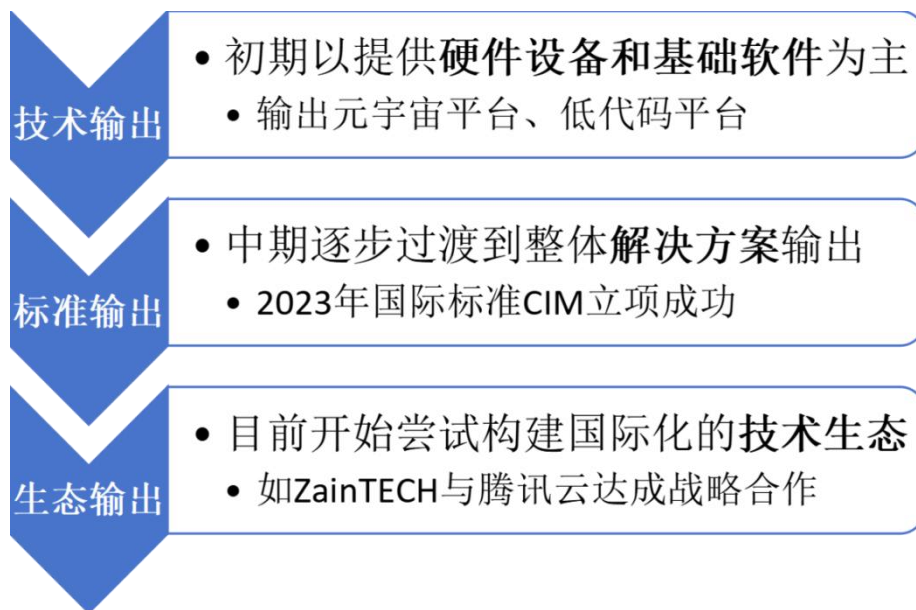 技术输出
• 初期以提供硬件设备和基础软件为主
• 输出元宇宙平台、低代码平台
标准输出
• 中期逐步过渡到整体解决方案输出
• 2023年国际标准CIM立项成功
生态输出
• 目前开始尝试构建国际化的技术生态
• 如ZainTECH与腾讯云达成战略合作